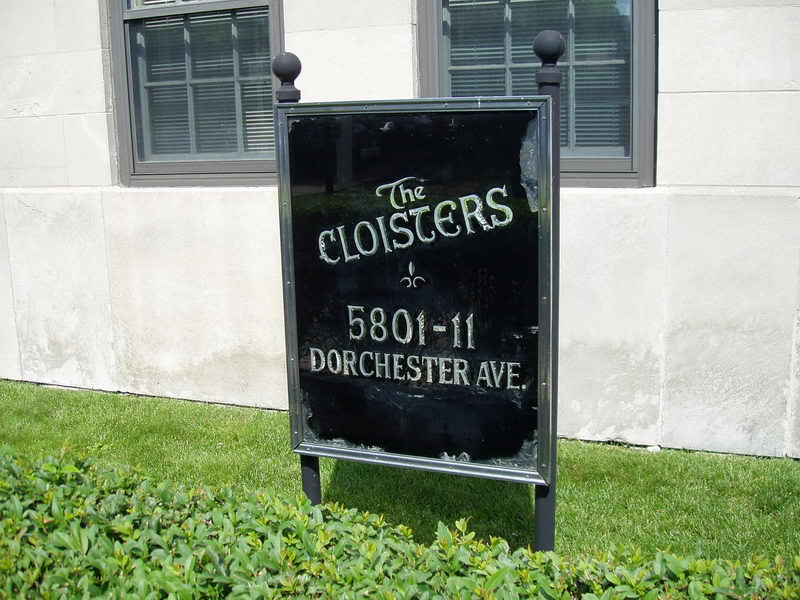 The
CLOISTERS
5801-11
DORCHESTER AVE.